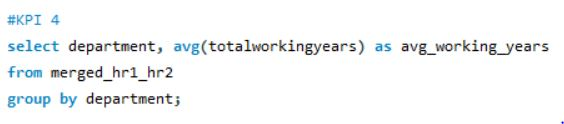 #KPI 4
select department, avg(totalworkingyears) as avg_working_years
from merged_hr1_hr2
group by department;